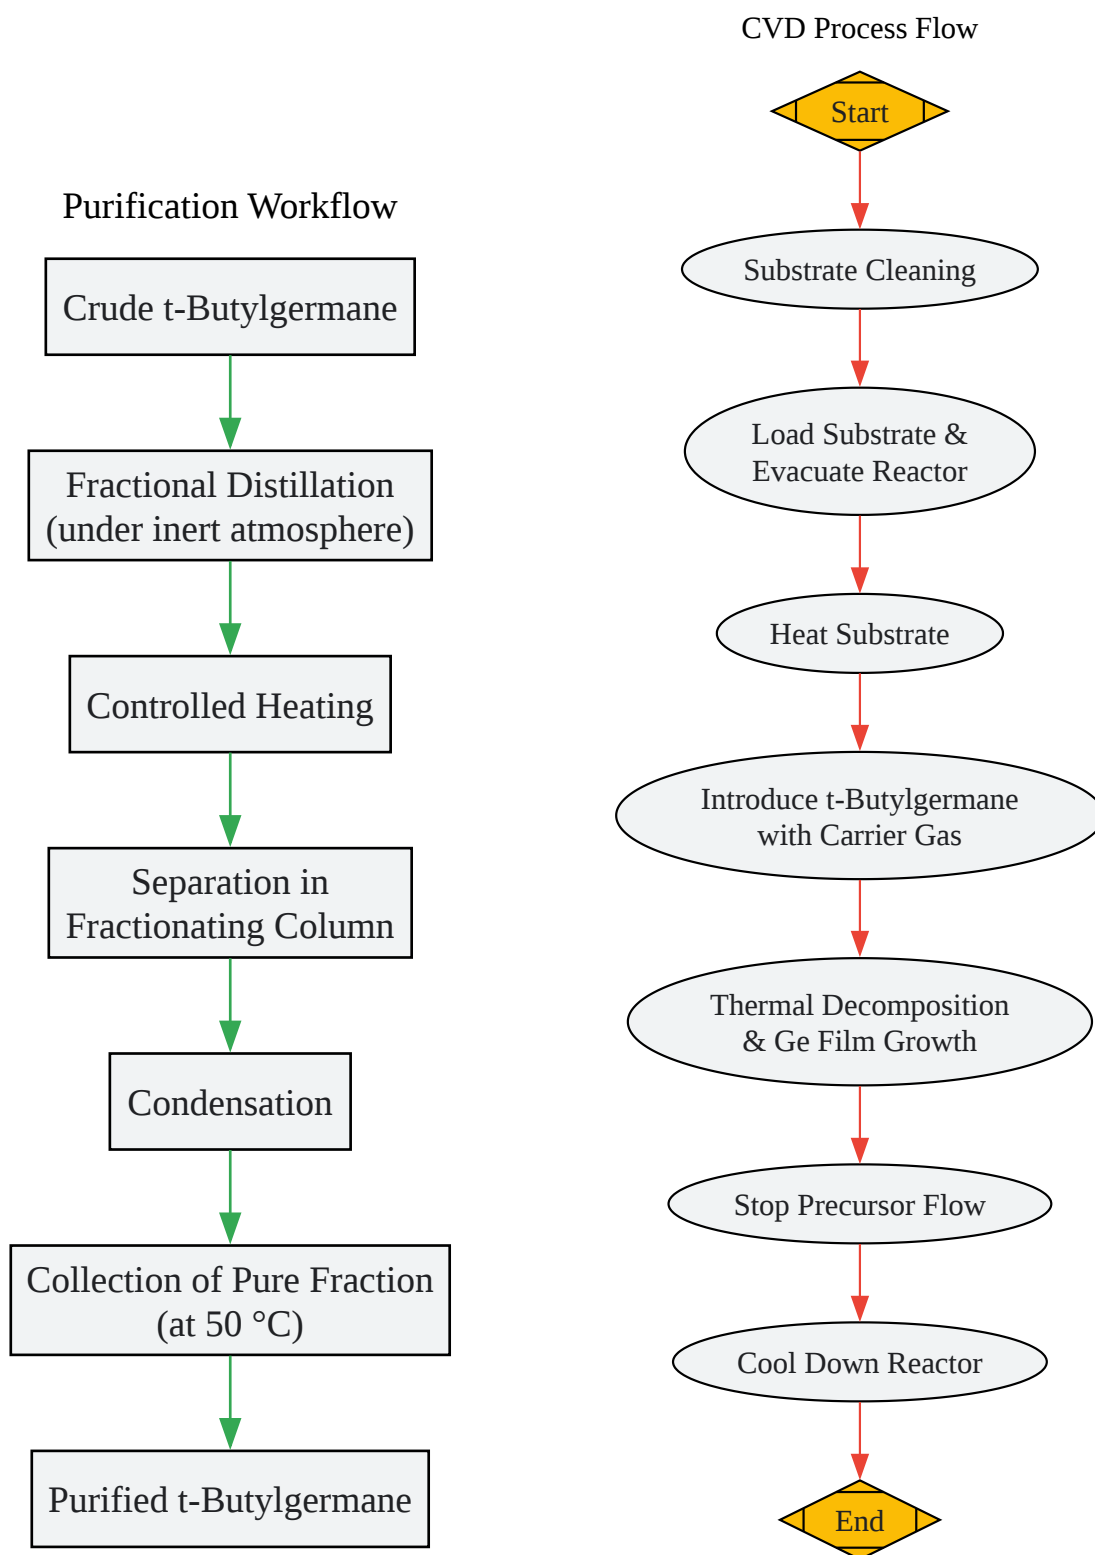 Purification Workflow
Crude t-Butylgermane
Fractional Distillation
(under inert atmosphere)
Controlled Heating
Separation in
Fractionating Column
Condensation
Collection of Pure Fraction
(at 50 °C)
Purified t-Butylgermane
CVD Process Flow
Start
Substrate Cleaning
Load Substrate &
Evacuate Reactor
Heat Substrate
Introduce t-Butylgermane
with Carrier Gas
Thermal Decomposition
& Ge Film Growth
Stop Precursor Flow
Cool Down Reactor
End